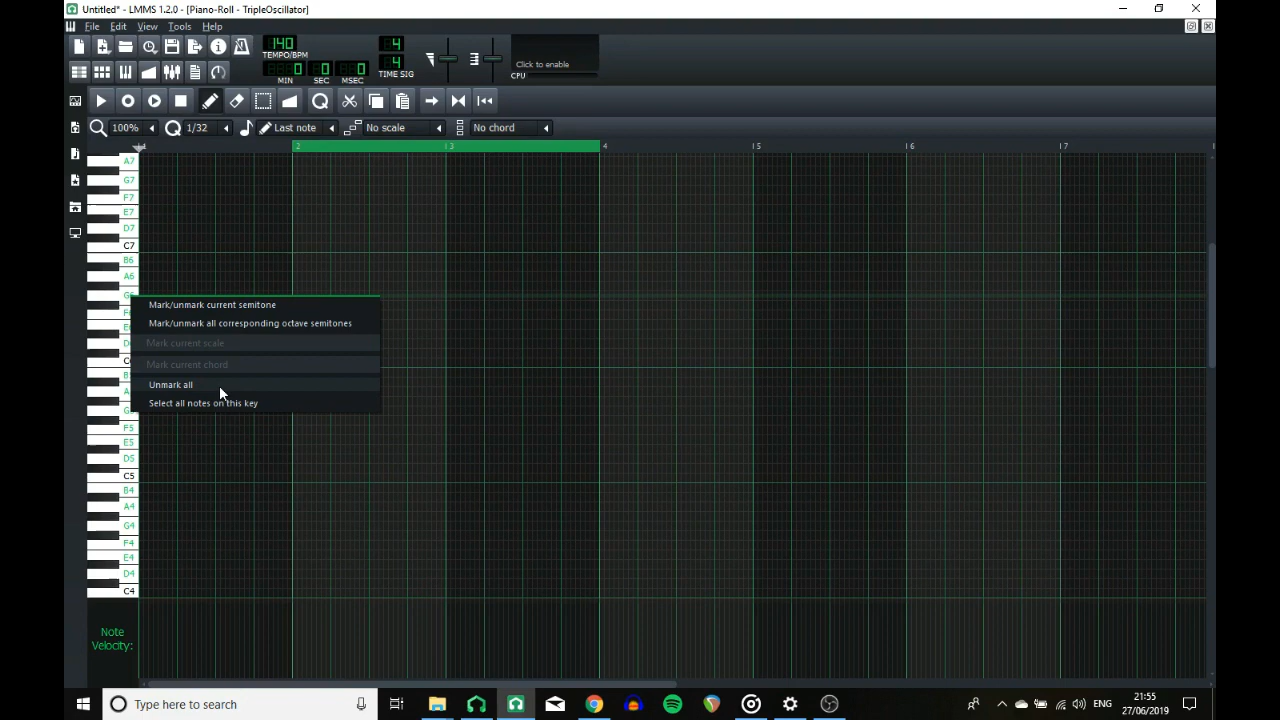 Untitled* - LMMS 1.2.0 - [Piano-Roll - TripleOscillator]
File Edit View Tools Help
140
TEMPO/BPM
0 0 0
MIN SEC MSEC
4
4
TIME SIG
Click to enable
CPU
100% 1/32 Last note No scale No chord
1 2 3 4 5 6 7
A7
G7
F7
E7
D7
C7
B6
A6
Mark/unmark current semitone
Mark/unmark all corresponding octave semitones
Mark current scale
Mark current chord
Unmark all
Select all notes on this key
F5
E5
D5
C5
B4
A4
G4
F4
E4
D4
C4
Note
Velocity:
Type here to search
ENG
21:55
27/06/2019